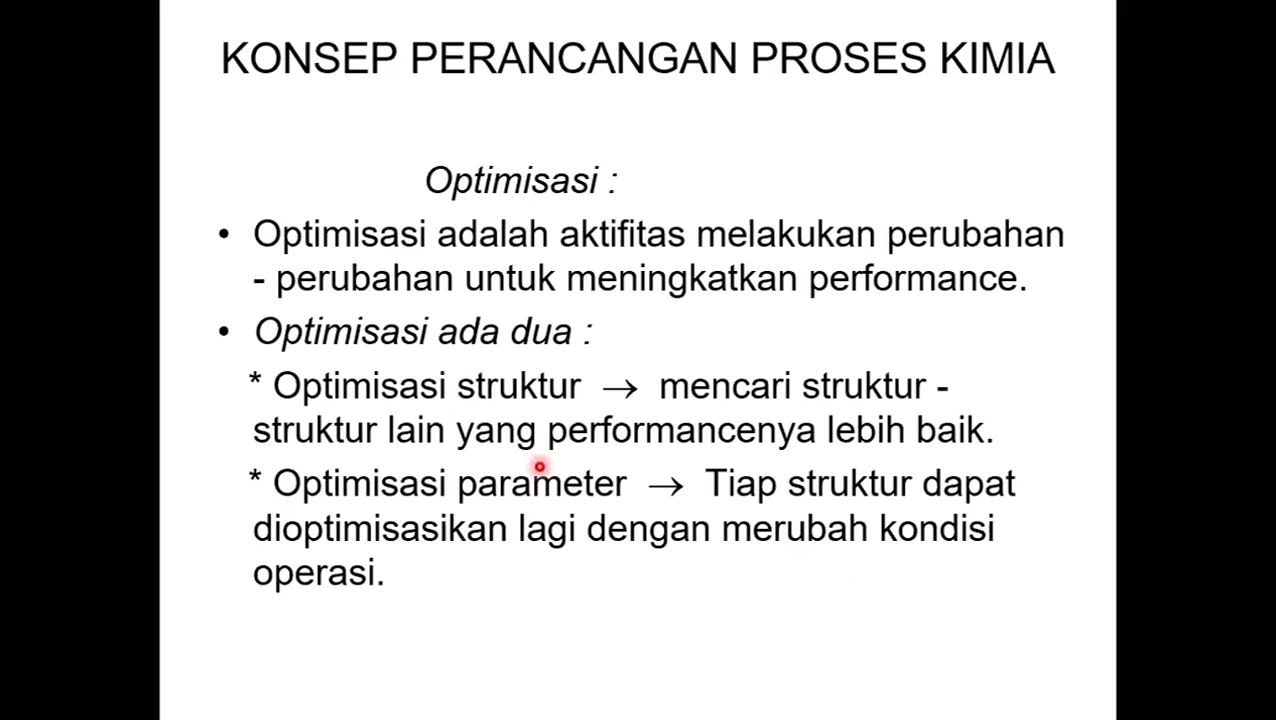 KONSEP PERANCANGAN PROSES KIMIA
Optimisasi :
• Optimisasi adalah aktifitas melakukan perubahan
- perubahan untuk meningkatkan performance.
• Optimisasi ada dua :
* Optimisasi struktur → mencari struktur -
struktur lain yang performancenya lebih baik.
* Optimisasi parameter → Tiap struktur dapat
dioptimisasikan lagi dengan merubah kondisi
operasi.